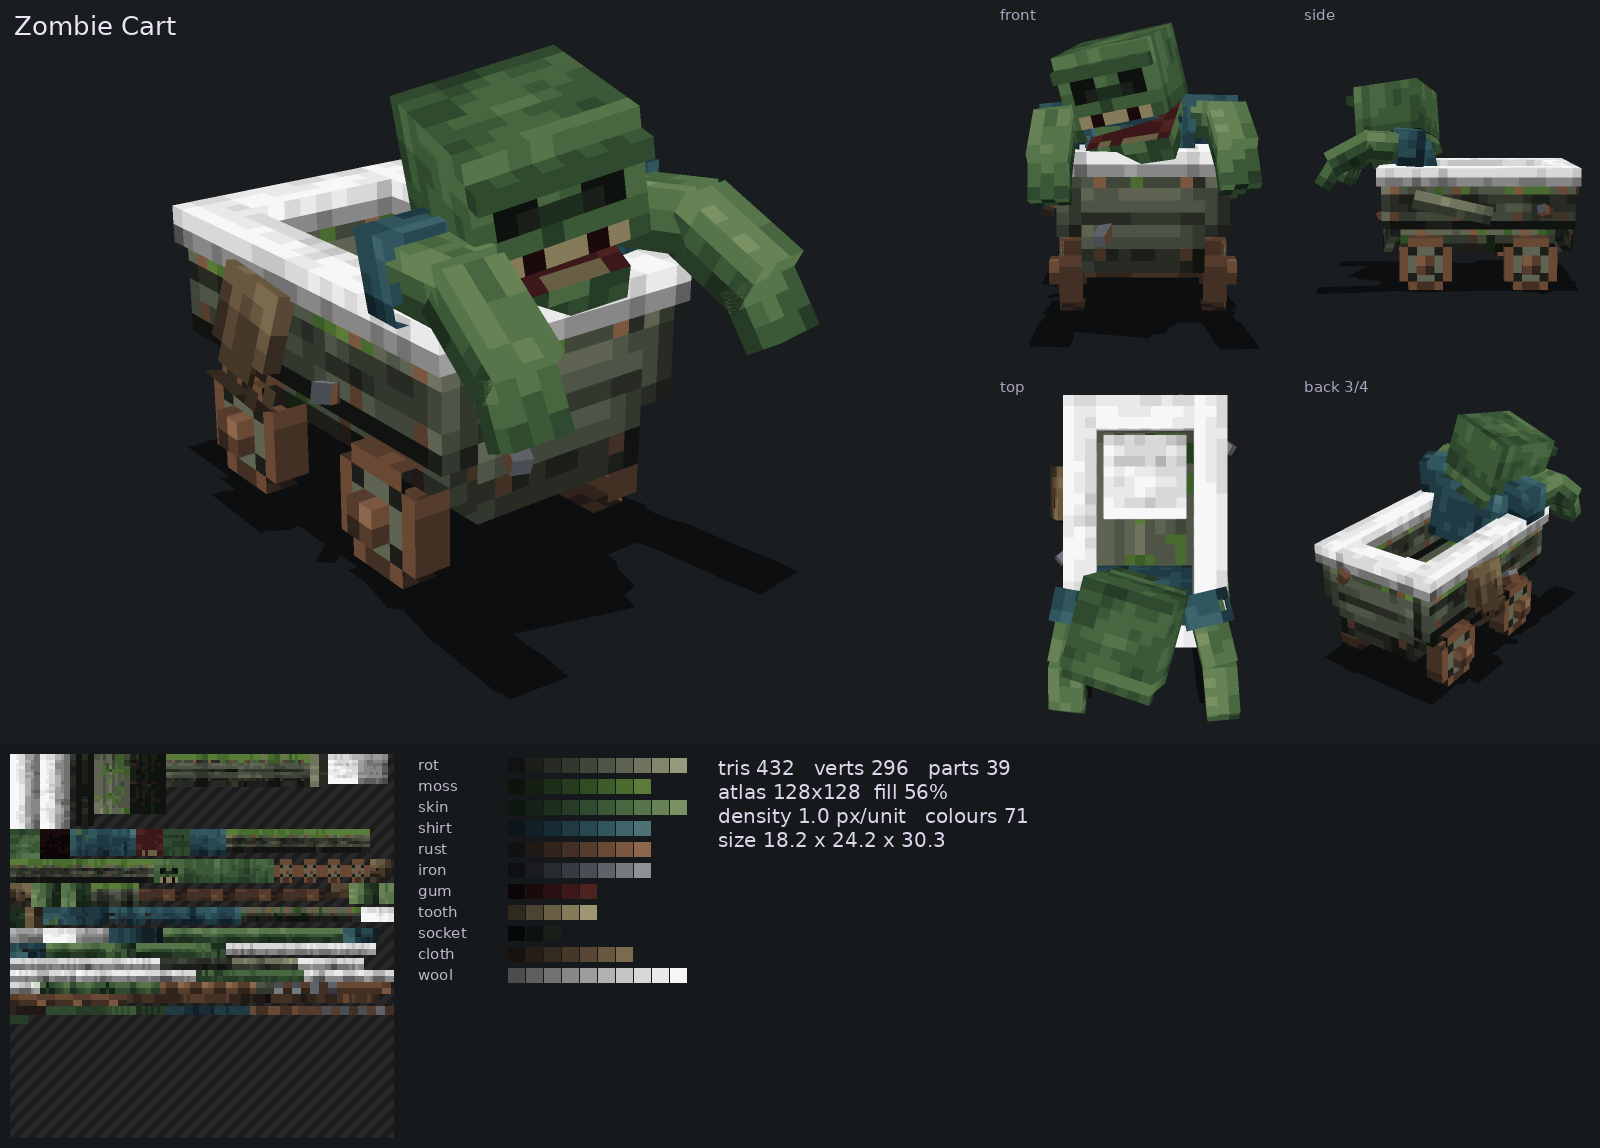 Zombie Cart
front
side
top
back 3/4
rot
moss
skin
shirt
rust
iron
gum
tooth
socket
cloth
wool
tris 432 verts 296 parts 39
atlas 128x128 fill 56%
density 1.0 px/unit colours 71
size 18.2 x 24.2 x 30.3